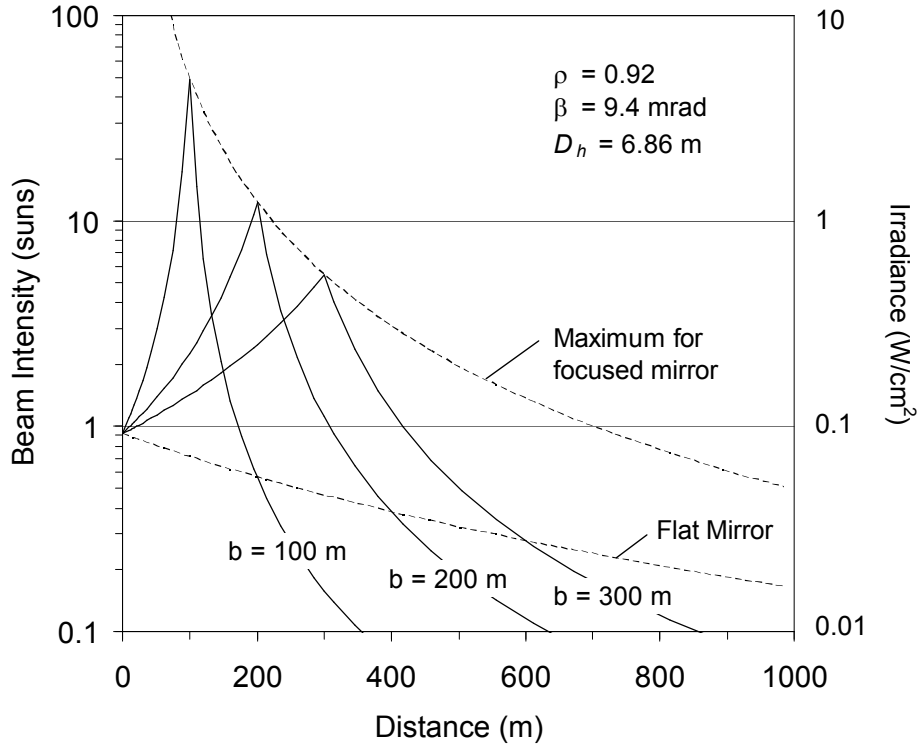 100
10
1
0.1
Beam Intensity (suns)
10
1
0.1
0.01
Irradiance (W/cm²)
ρ = 0.92
β = 9.4 mrad
D h = 6.86 m
Maximum for
focused mirror
Flat Mirror
b = 100 m
b = 200 m
b = 300 m
0 200 400 600 800 1000
Distance (m)